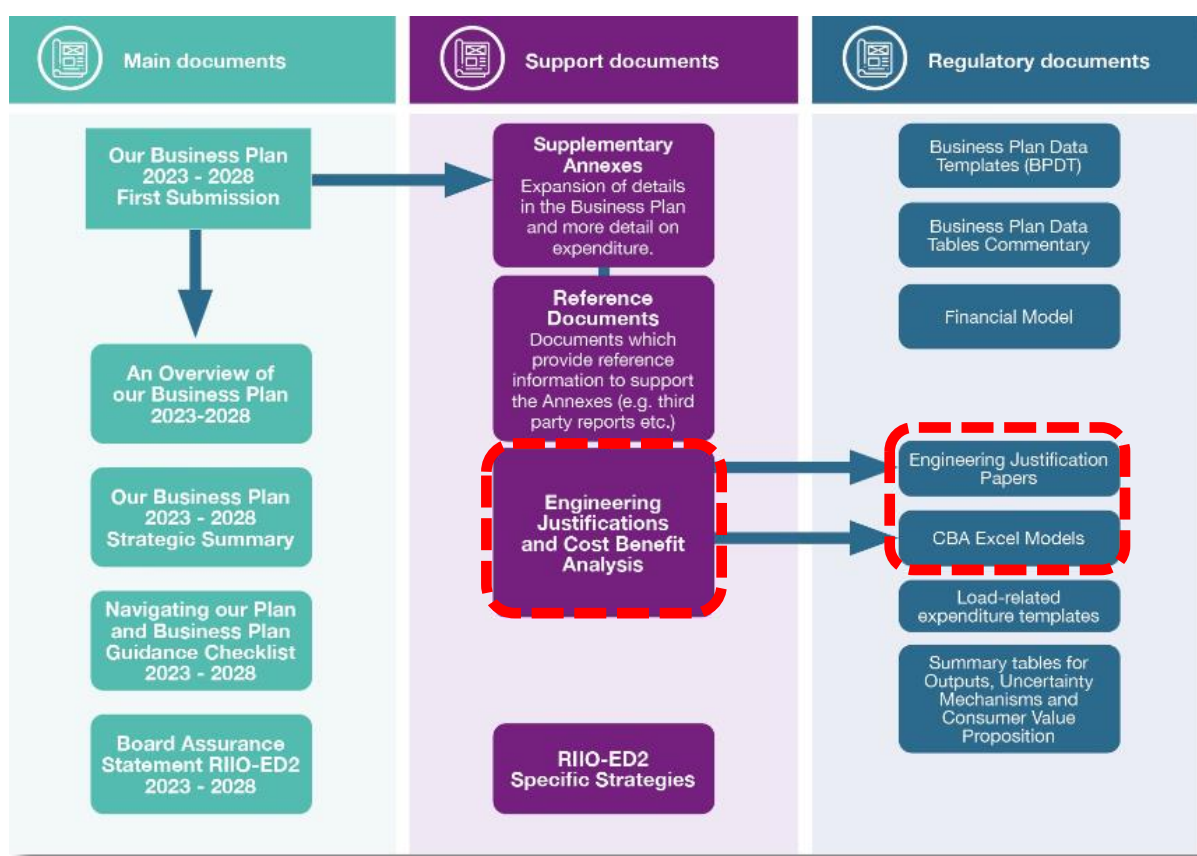 Main documents
Support documents
Regulatory documents
Our Business Plan
2023 - 2028
First Submission
An Overview of
our Business Plan
2023-2028
Our Business Plan
2023 - 2028
Strategic Summary
Navigating our Plan
and Business Plan
Guidance Checklist
2023 - 2028
Board Assurance
Statement RIIO-ED2
2023 - 2028
Supplementary
Annexes
Expansion of details
in the Business Plan
and more detail on
expenditure.
Reference
Documents
Documents which
provide reference
information to support
the Annexes (e.g. third
party reports etc.)
Engineering
Justifications
and Cost Benefit
Analysis
RIIO-ED2
Specific Strategies
Business Plan Data
Templates (BPDT)
Business Plan Data
Tables Commentary
Financial Model
Engineering Justification
Papers
CBA Excel Models
Load-related
expenditure templates
Summary tables for
Outputs, Uncertainty
Mechanisms and
Consumer Value
Proposition